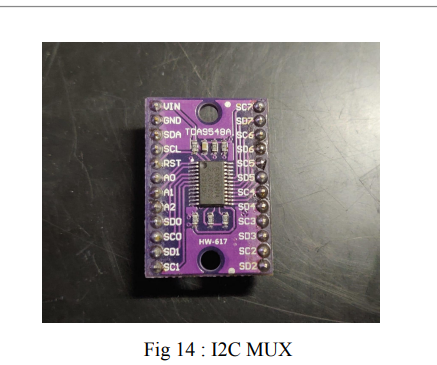 VIN
GND
SDA
SCL
RST
A0
A1
A2
SD0
SC0
SD1
SC1
TCA9548A
HW-617
SC7
SD7
SC6
SD6
SC5
SD5
SC4
SD4
SC3
SD3
SC2
SD2
Fig 14 : I2C MUX